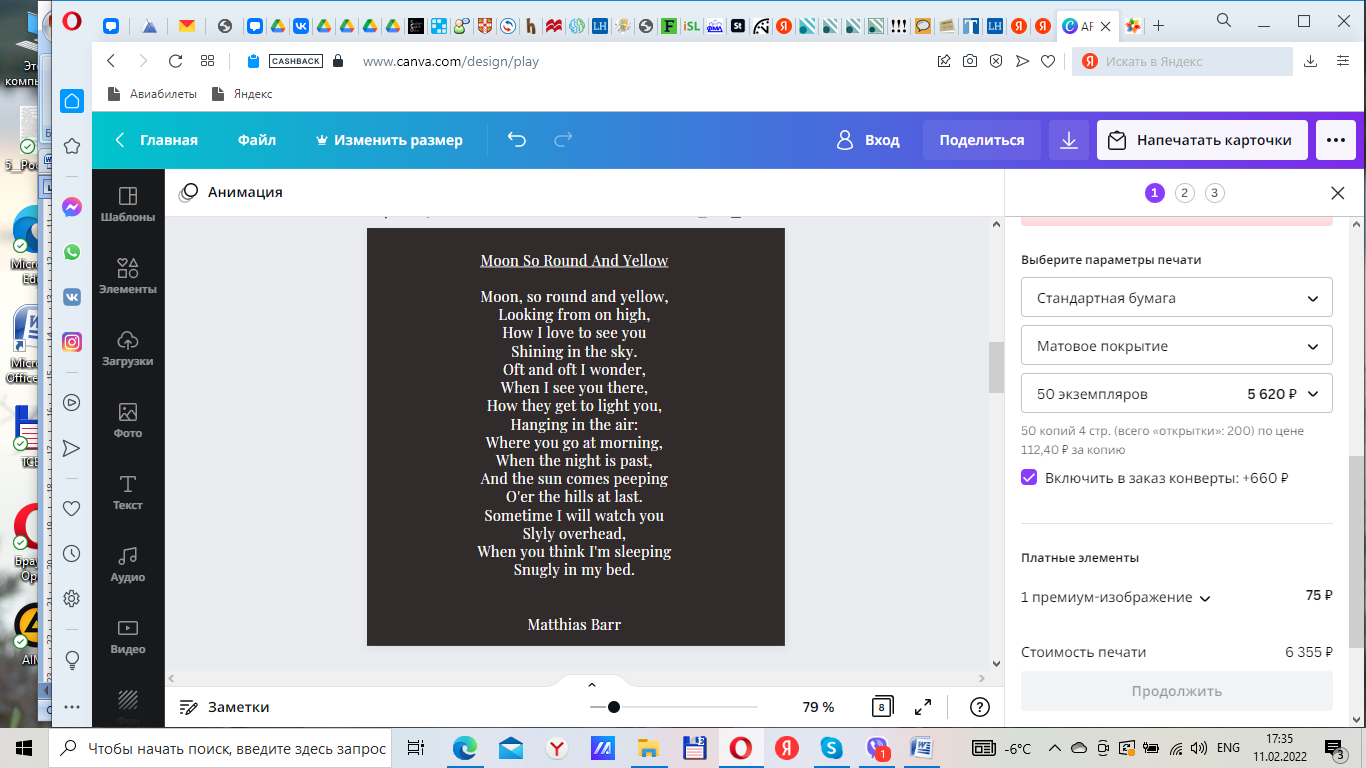 CASHBACK
www.canva.com/design/play
Искать в Яндекс
Авиабилеты
Яндекс
Главная
Файл
Изменить размер
Вход
Поделиться
Напечатать карточки
Шаблоны
Элементы
Загрузки
Фото
Текст
Аудио
Видео
Анимация
Moon So Round And Yellow
Moon, so round and yellow,
Looking from on high,
How I love to see you
Shining in the sky.
Oft and oft I wonder,
When I see you there,
How they get to light you,
Hanging in the air:
Where you go at morning,
When the night is past,
And the sun comes peeping
O'er the hills at last.
Sometime I will watch you
Slyly overhead,
When you think I'm sleeping
Snugly in my bed.
Matthias Barr
1 2 3
Выберите параметры печати
Стандартная бумага
Матовое покрытие
50 экземпляров 5 620 ₽
50 копий 4 стр. (всего «открытки»: 200) по цене
112,40 ₽ за копию
Включить в заказ конверты: +660 ₽
Платные элементы
1 премиум-изображение 75 ₽
Стоимость печати 6 355 ₽
Продолжить
Заметки
79 %
8
Чтобы начать поиск, введите здесь запрос
-6°C
ENG
17:35
11.02.2022
3